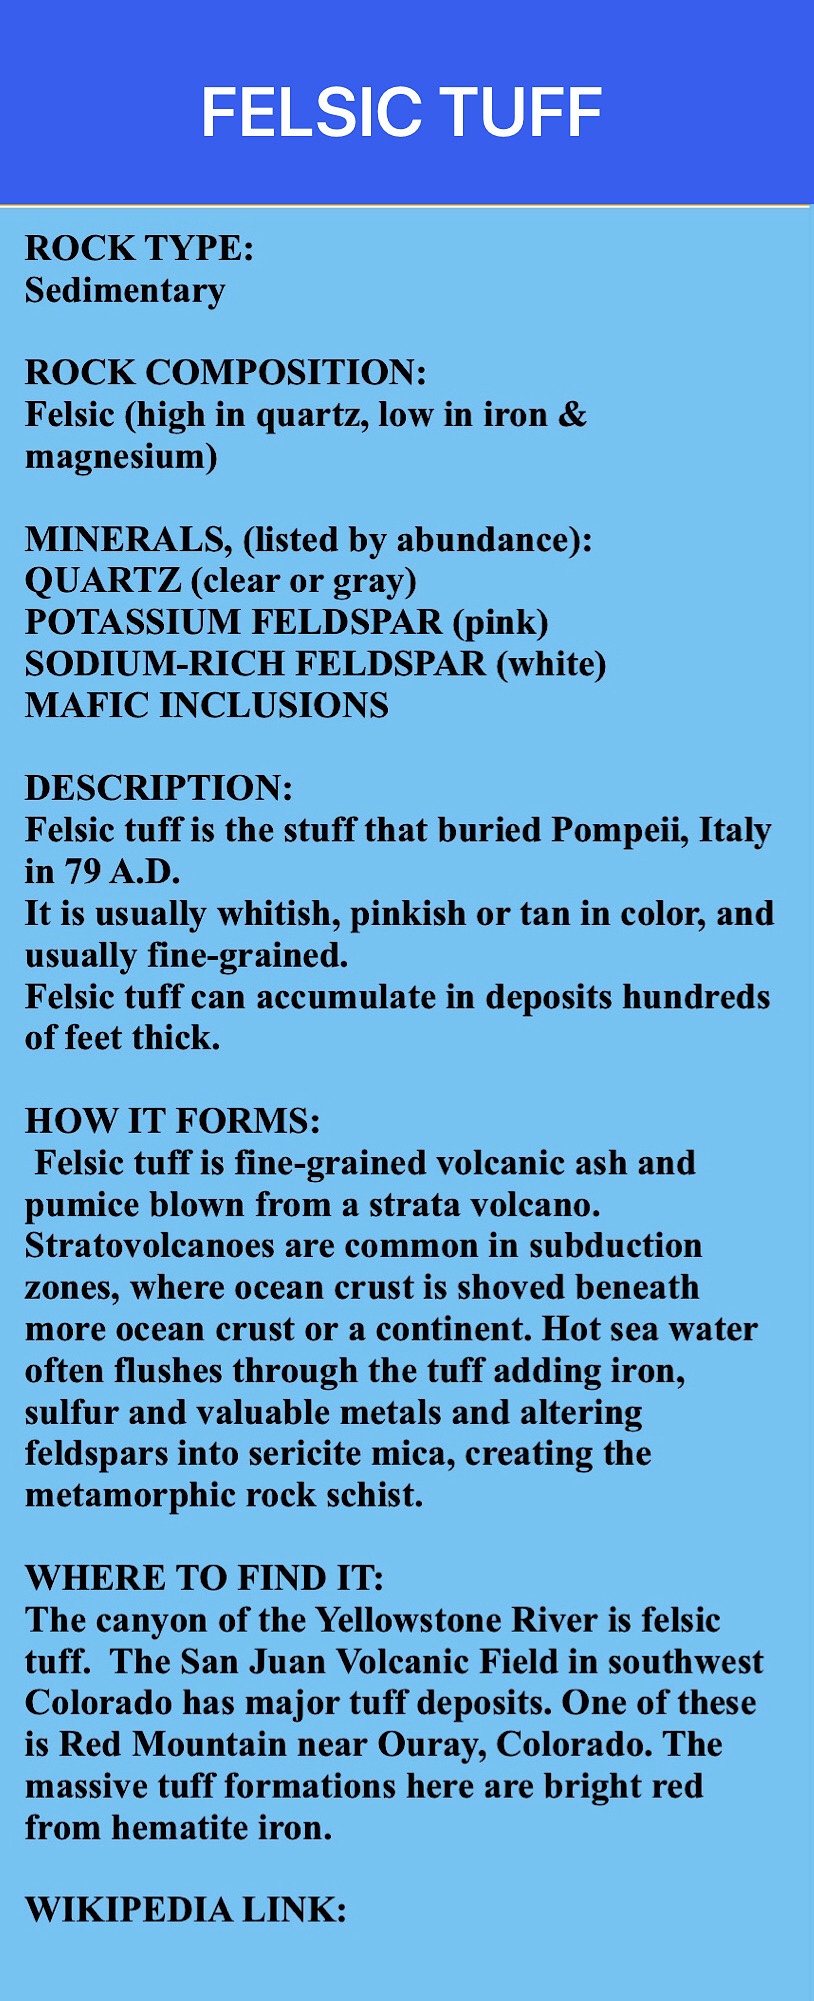 FELSIC TUFF
ROCK TYPE:
Sedimentary
ROCK COMPOSITION:
Felsic (high in quartz, low in iron &
magnesium)
MINERALS, (listed by abundance):
QUARTZ (clear or gray)
POTASSIUM FELDSPAR (pink)
SODIUM-RICH FELDSPAR (white)
MAFIC INCLUSIONS
DESCRIPTION:
Felsic tuff is the stuff that buried Pompeii, Italy
in 79 A.D.
It is usually whitish, pinkish or tan in color, and
usually fine-grained.
Felsic tuff can accumulate in deposits hundreds
of feet thick.
HOW IT FORMS:
Felsic tuff is fine-grained volcanic ash and
pumice blown from a strata volcano.
Stratovolcanoes are common in subduction
zones, where ocean crust is shoved beneath
more ocean crust or a continent. Hot sea water
often flushes through the tuff adding iron,
sulfur and valuable metals and altering
feldspars into sericite mica, creating the
metamorphic rock schist.
WHERE TO FIND IT:
The canyon of the Yellowstone River is felsic
tuff.  The San Juan Volcanic Field in southwest
Colorado has major tuff deposits. One of these
is Red Mountain near Ouray, Colorado. The
massive tuff formations here are bright red
from hematite iron.
WIKIPEDIA LINK: